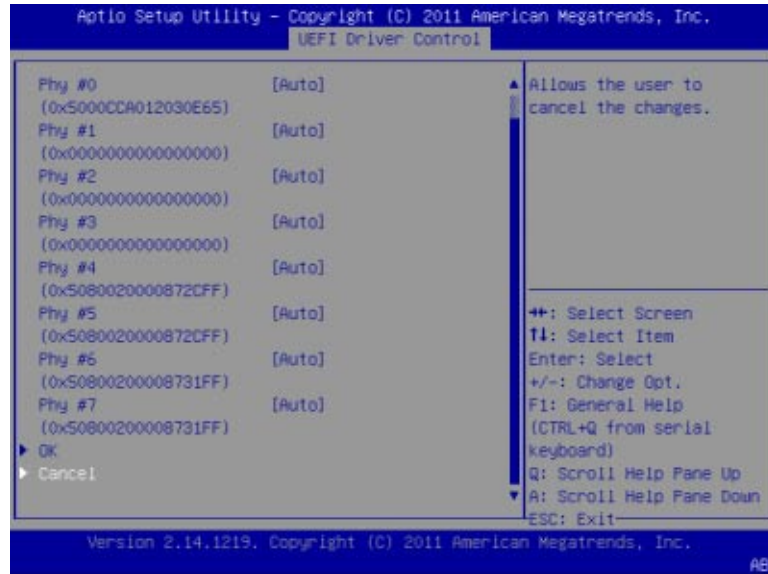 Aptio Setup Utility – Copyright (C) 2011 American Megatrends, Inc.
UEFI Driver Control
Phy #0 [Auto]
(0x5000CCA012030E65)
Phy #1 [Auto]
(0x0000000000000000)
Phy #2 [Auto]
(0x0000000000000000)
Phy #3 [Auto]
(0x0000000000000000)
Phy #4 [Auto]
(0x5080020000872CFF)
Phy #5 [Auto]
(0x5080020000872CFF)
Phy #6 [Auto]
(0x50800200008731FF)
Phy #7 [Auto]
(0x50800200008731FF)
OK
Cancel
Allows the user to
cancel the changes.
→←: Select Screen
↑↓: Select Item
Enter: Select
+/-: Change Opt.
F1: General Help
(CTRL+Q from serial
keyboard)
Q: Scroll Help Pane Up
A: Scroll Help Pane Down
ESC: Exit
Version 2.14.1219. Copyright (C) 2011 American Megatrends, Inc.
AB